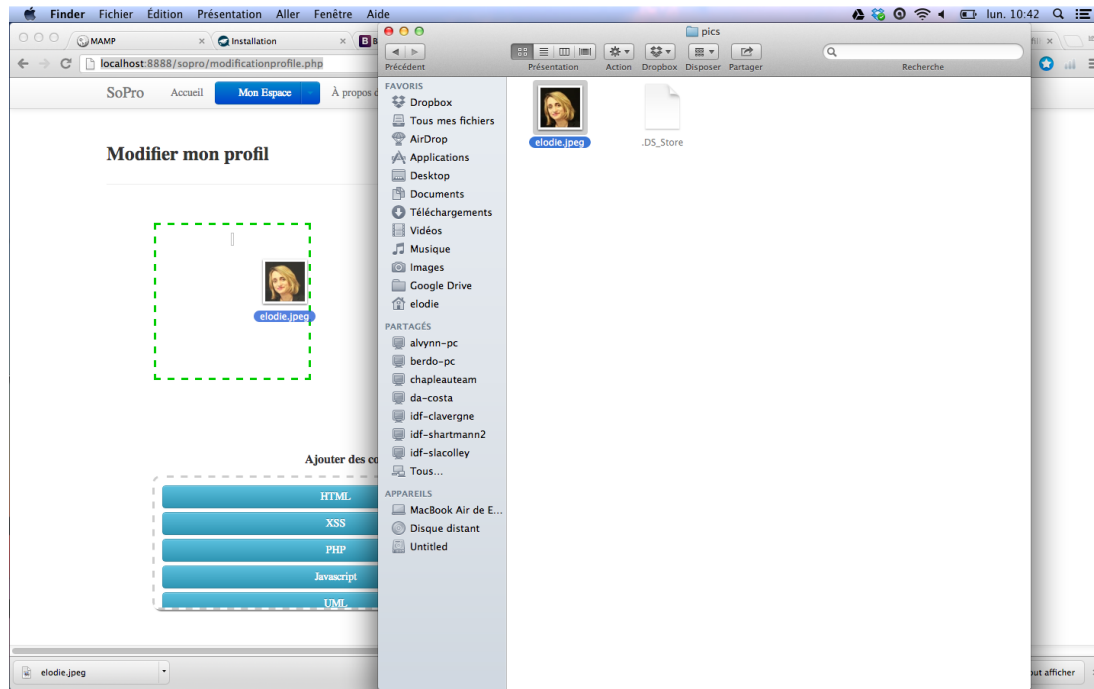 Finder Fichier Édition Présentation Aller Fenêtre Aide lun. 10:42
MAMP
Installation
localhost:8888/sopro/modificationprofile.php
SoPro Accueil Mon Espace À propos
Modifier mon profil
elodie.jpeg
Ajouter des
HTML
XSS
PHP
Javascript
UML
elodie.jpeg
pics
Précédent Présentation Action Dropbox Disposer Partager Recherche
FAVORIS
Dropbox
Tous mes fichiers
AirDrop
Applications
Desktop
Documents
Téléchargements
Vidéos
Musique
Images
Google Drive
elodie
PARTAGÉS
alvynn-pc
berdo-pc
chapleauteam
da-costa
idf-clavergne
idf-shartmann2
idf-slacolley
Tous...
APPAREILS
MacBook Air de E...
Disque distant
Untitled
elodie.jpeg
.DS_Store
out afficher